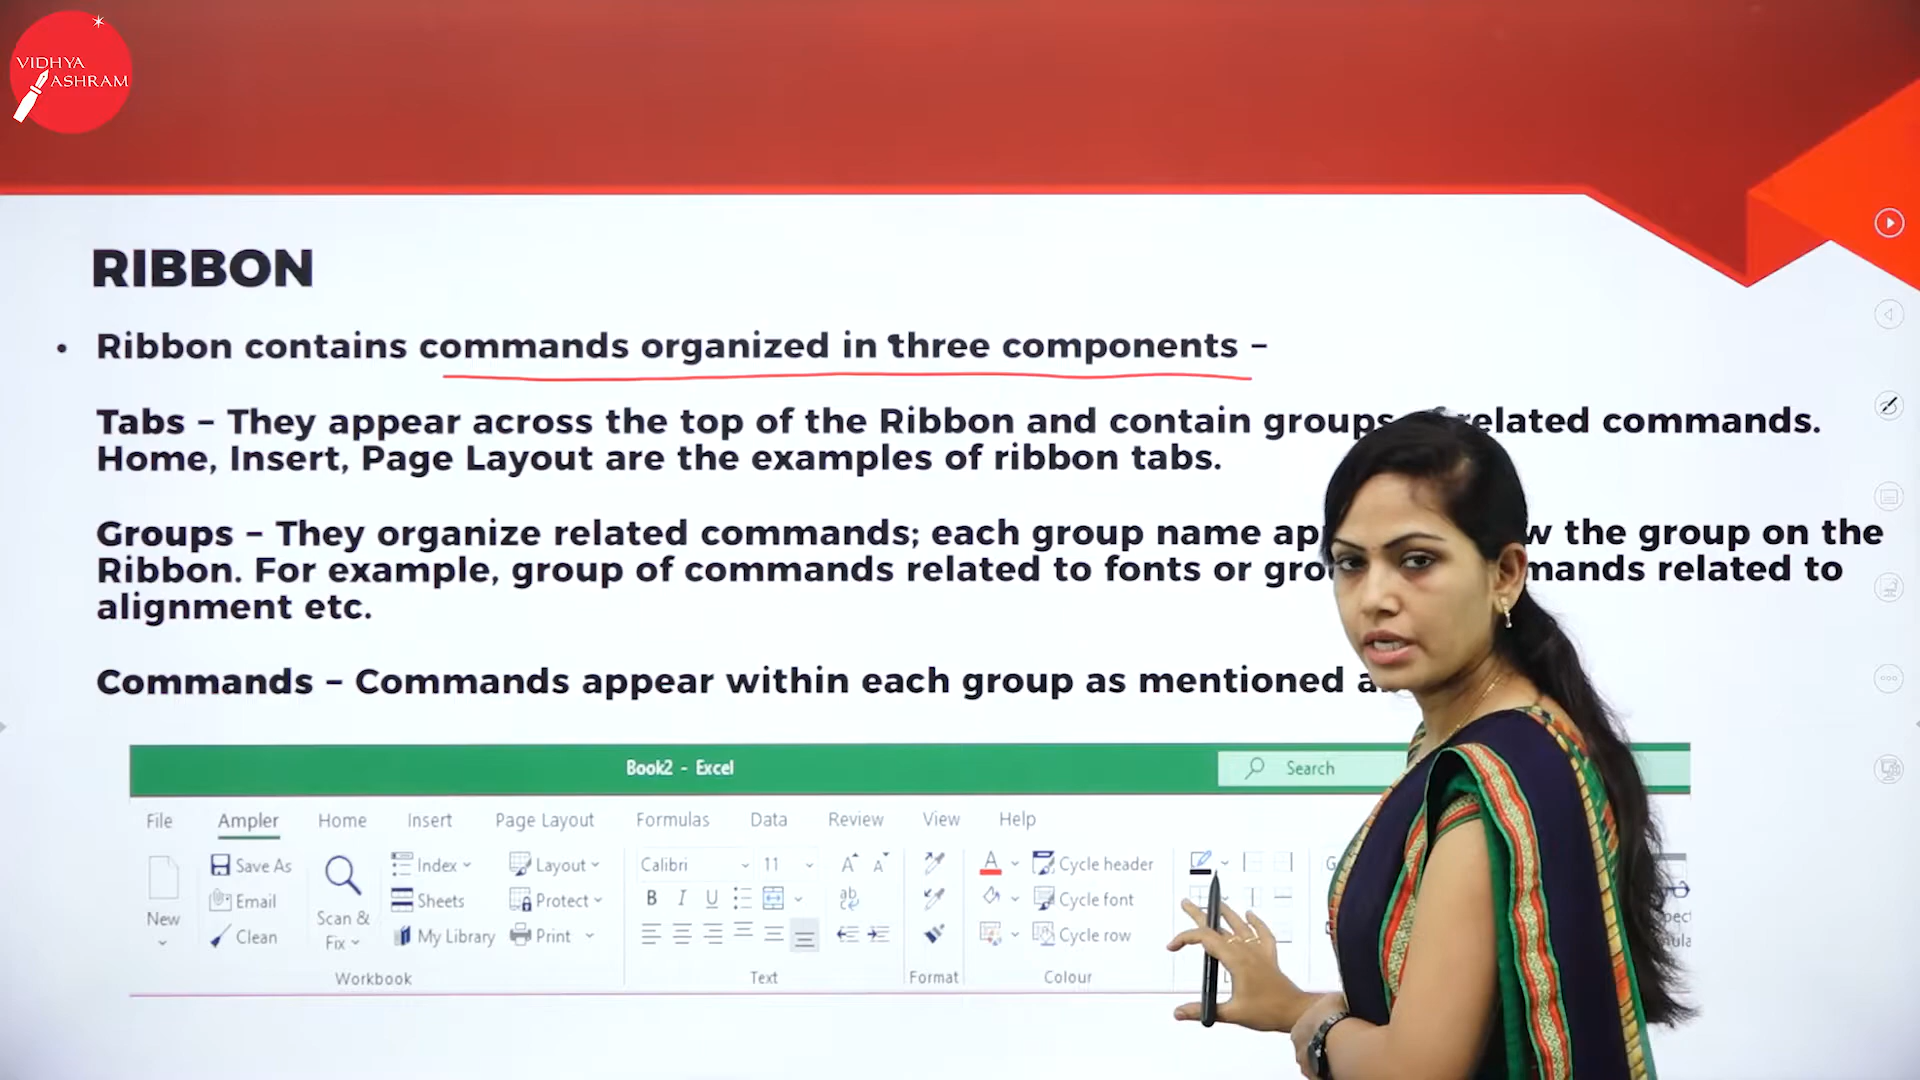 VIDHYA
ASHRAM
RIBBON
• Ribbon contains commands organized in three components –
Tabs – They appear across the top of the Ribbon and contain groups related commands.
Home, Insert, Page Layout are the examples of ribbon tabs.
Groups – They organize related commands; each group name the group on the
Ribbon. For example, group of commands related to fonts or related to
alignment etc.
Commands – Commands appear within each group as mentioned
Book2 - Excel
Search
File Ampler Home Insert Page Layout Formulas Data Review View Help
Save As Index Layout Calibri 11 Cycle header
New Email Sheets Protect B I U ab Cycle font
Scan & Fix Clean My Library Print Cycle row
Workbook Text Format Colour